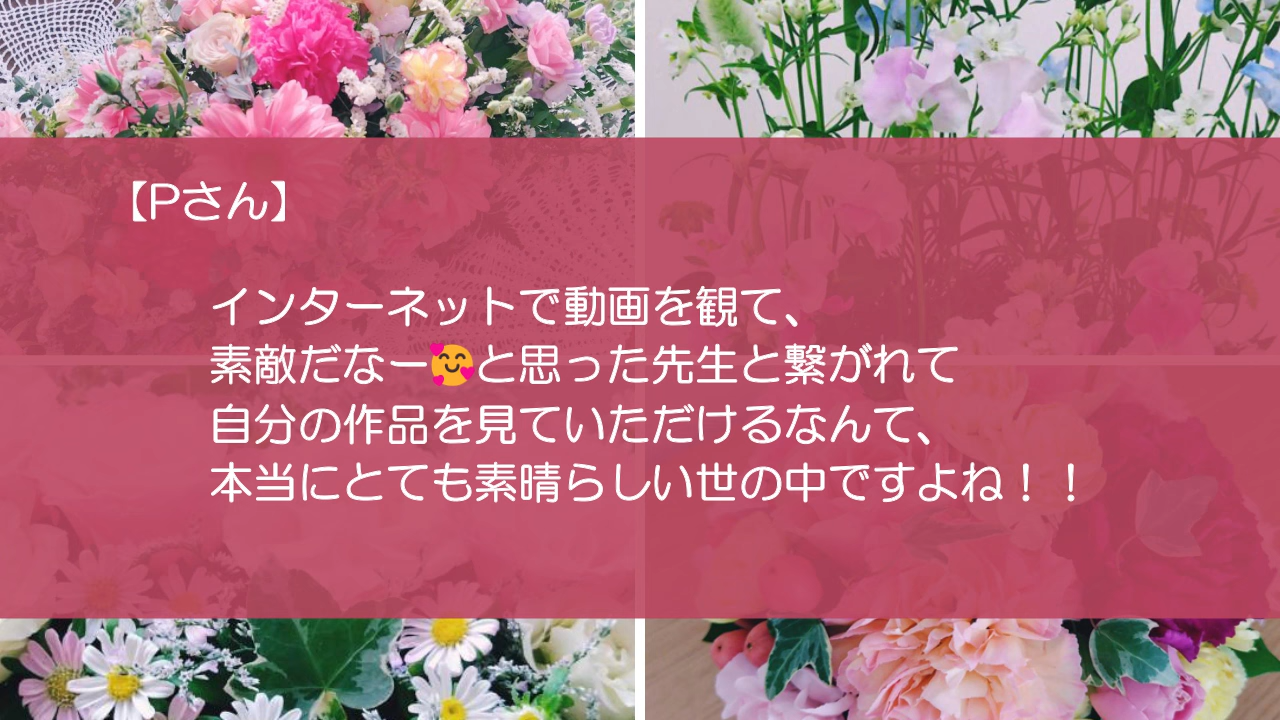 【Pさん】
インターネットで動画を観て、
素敵だなー🥰と思った先生と繋がれて
自分の作品を見ていただけるなんて、
本当にとても素晴らしい世の中ですよね！！